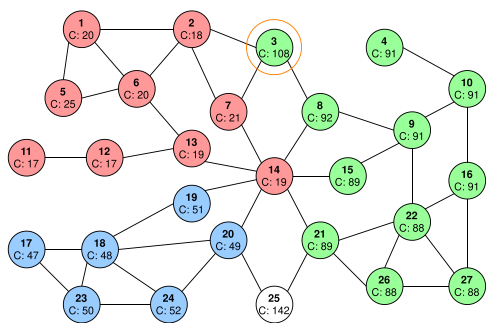 1
C: 20
2
C:18
3
C: 108
4
C: 91
5
C: 25
6
C: 20
7
C: 21
8
C: 92
9
C: 91
10
C: 91
11
C: 17
12
C: 17
13
C: 19
14
C: 19
15
C: 89
16
C: 91
17
C: 47
18
C: 48
19
C: 51
20
C: 49
21
C: 89
22
C: 88
23
C: 50
24
C: 52
25
C: 142
26
C: 88
27
C: 88